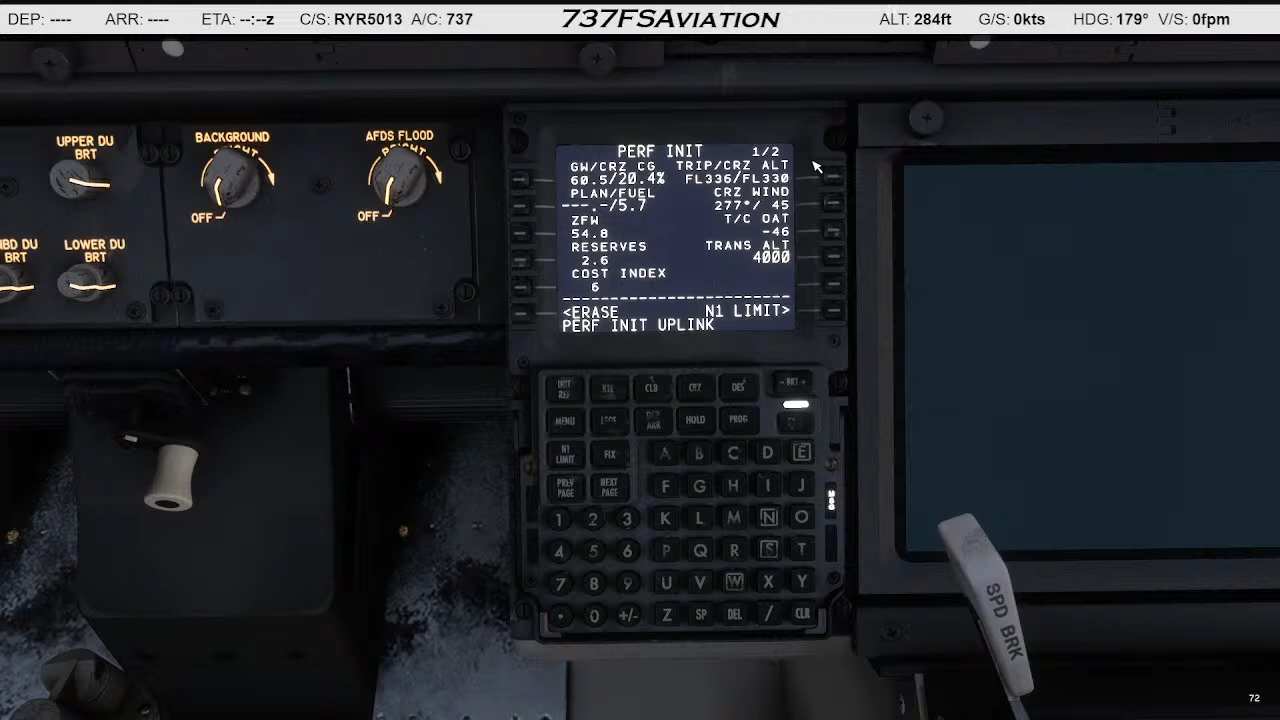 DEP: ---- ARR: ---- ETA: --:--z C/S: RYR5013 A/C: 737 737FSAVIATION ALT: 284ft G/S: 0kts HDG: 179° V/S: 0fpm
UPPER DU
BRT
BACKGROUND
BRIGHT
OFF
AFDS FLOOD
BRIGHT
OFF
LOWER DU
BRT
BD DU
BRT
PERF INIT 1/2
GW/CRZ CG TRIP/CRZ ALT
60.5/20.4% FL336/FL330
PLAN/FUEL CRZ WIND
---.-/5.7 277°/ 45
ZFW T/C OAT
54.8 -46
RESERVES TRANS ALT
2.6 4000
COST INDEX
6
--------------------------
<ERASE N1 LIMIT>
PERF INIT UPLINK
INIT REF RTE CLB CRZ DES - BRT +
MENU LEGS DEP ARR HOLD PROG
N1 LIMIT FIX A B C D E
PREV PAGE NEXT PAGE F G H I J
1 2 3 K L M N O
4 5 6 P Q R S T
7 8 9 U V W X Y
. 0 +/- Z SP DEL / CLR
MSG
SPD BRK
72